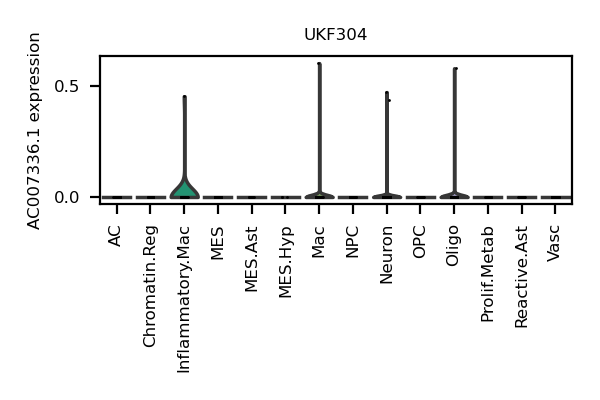 UKF304
AC007336.1 expression
0.5
0.0
AC
Chromatin.Reg
Inflammatory.Mac
MES
MES.Ast
MES.Hyp
Mac
NPC
Neuron
OPC
Oligo
Prolif.Metab
Reactive.Ast
Vasc